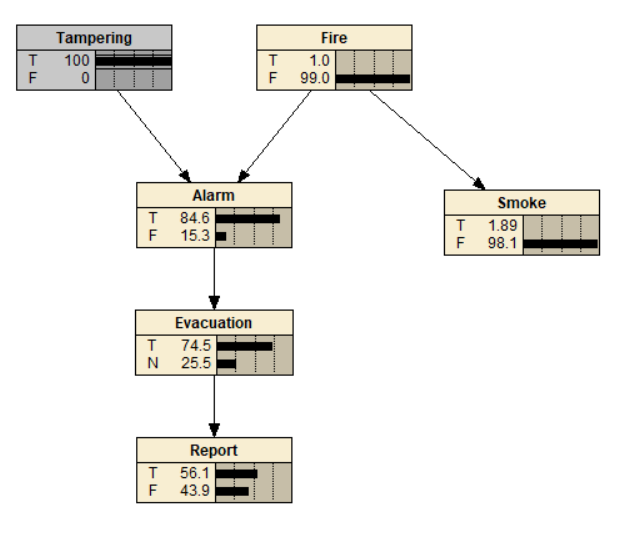 Tampering
T 100
F 0
Fire
T 1.0
F 99.0
Alarm
T 84.6
F 15.3
Smoke
T 1.89
F 98.1
Evacuation
T 74.5
N 25.5
Report
T 56.1
F 43.9